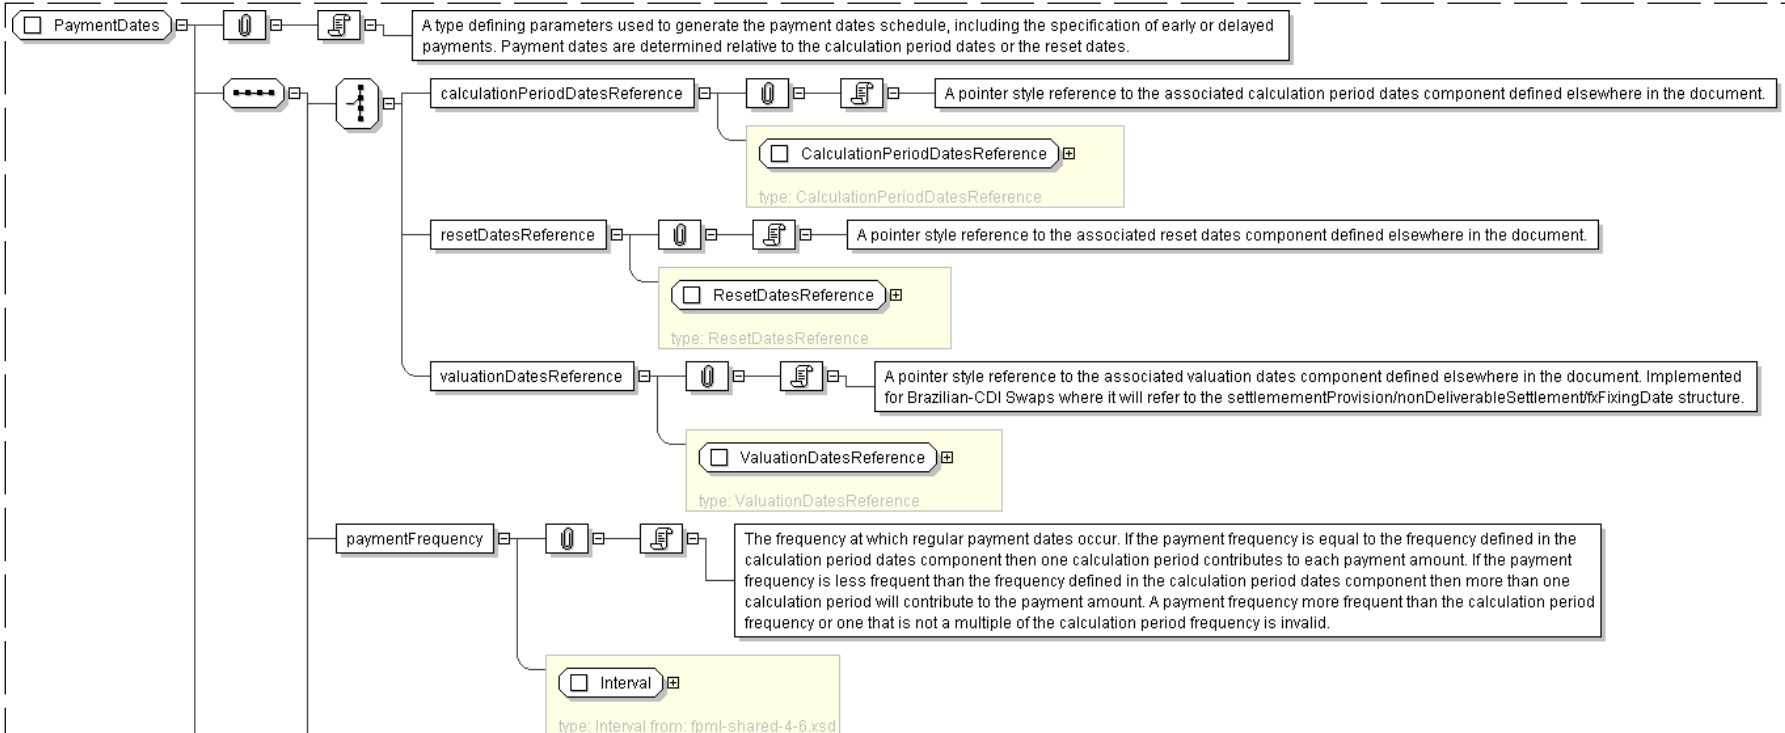 PaymentDates
A type defining parameters used to generate the payment dates schedule, including the specification of early or delayed
payments. Payment dates are determined relative to the calculation period dates or the reset dates.
calculationPeriodDatesReference
A pointer style reference to the associated calculation period dates component defined elsewhere in the document.
CalculationPeriodDatesReference
type: CalculationPeriodDatesReference
resetDatesReference
A pointer style reference to the associated reset dates component defined elsewhere in the document.
ResetDatesReference
type: ResetDatesReference
valuationDatesReference
A pointer style reference to the associated valuation dates component defined elsewhere in the document. Implemented
for Brazilian-CDI Swaps where it will refer to the settlemementProvision/nonDeliverableSettlement/fxFixingDate structure.
ValuationDatesReference
type: ValuationDatesReference
paymentFrequency
The frequency at which regular payment dates occur. If the payment frequency is equal to the frequency defined in the
calculation period dates component then one calculation period contributes to each payment amount. If the payment
frequency is less frequent than the frequency defined in the calculation period dates component then more than one
calculation period will contribute to the payment amount. A payment frequency more frequent than the calculation period
frequency or one that is not a multiple of the calculation period frequency is invalid.
Interval
type: Interval from: fpml-shared-4-6.xsd